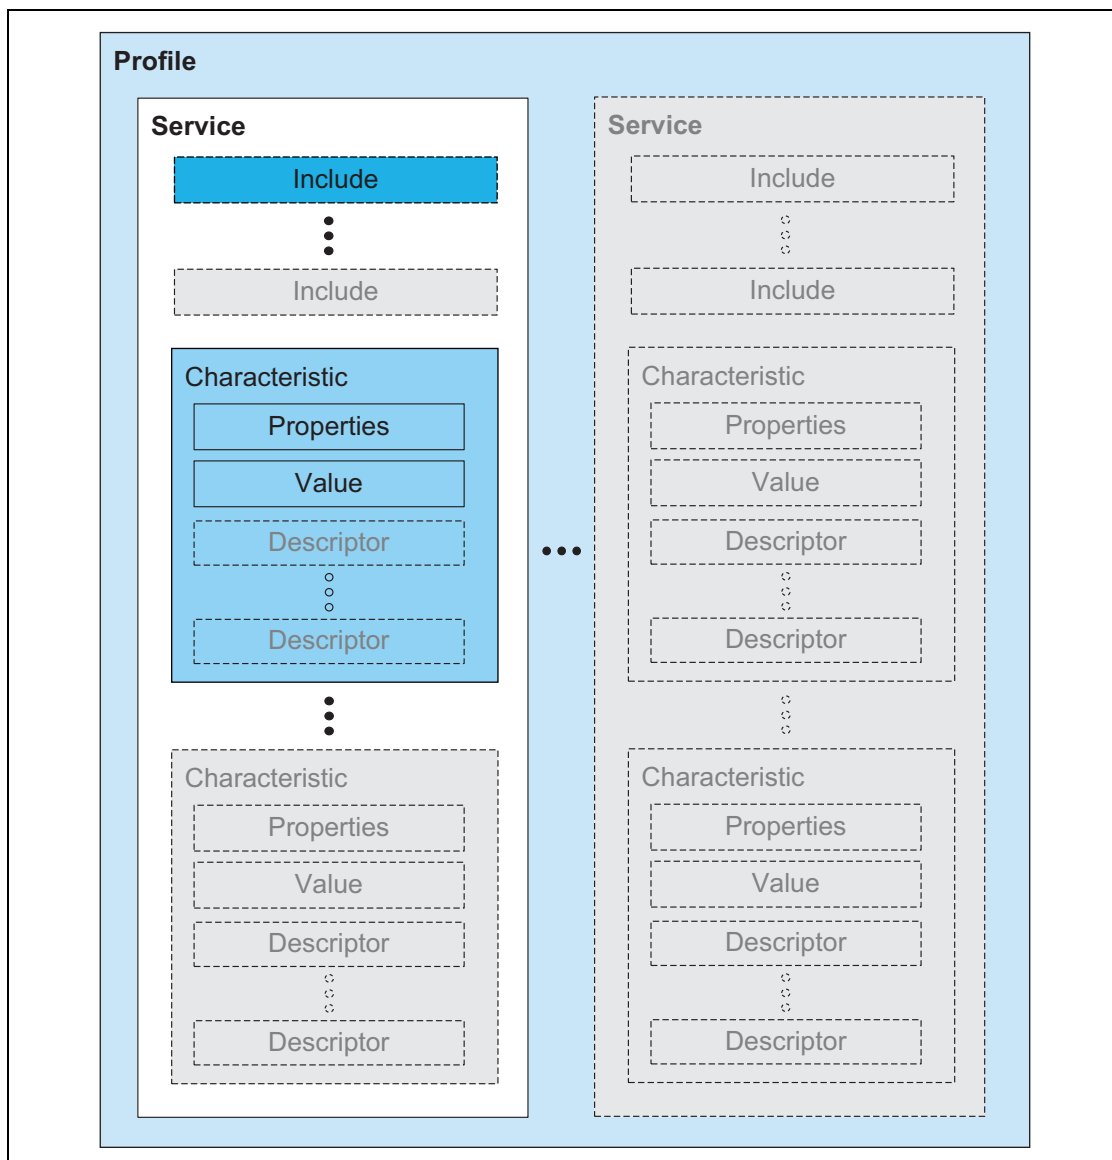 Profile
Service
Include
Include
Characteristic
Properties
Value
Descriptor
Descriptor
Characteristic
Properties
Value
Descriptor
Descriptor
Service
Include
Include
Characteristic
Properties
Value
Descriptor
Descriptor
Characteristic
Properties
Value
Descriptor
Descriptor